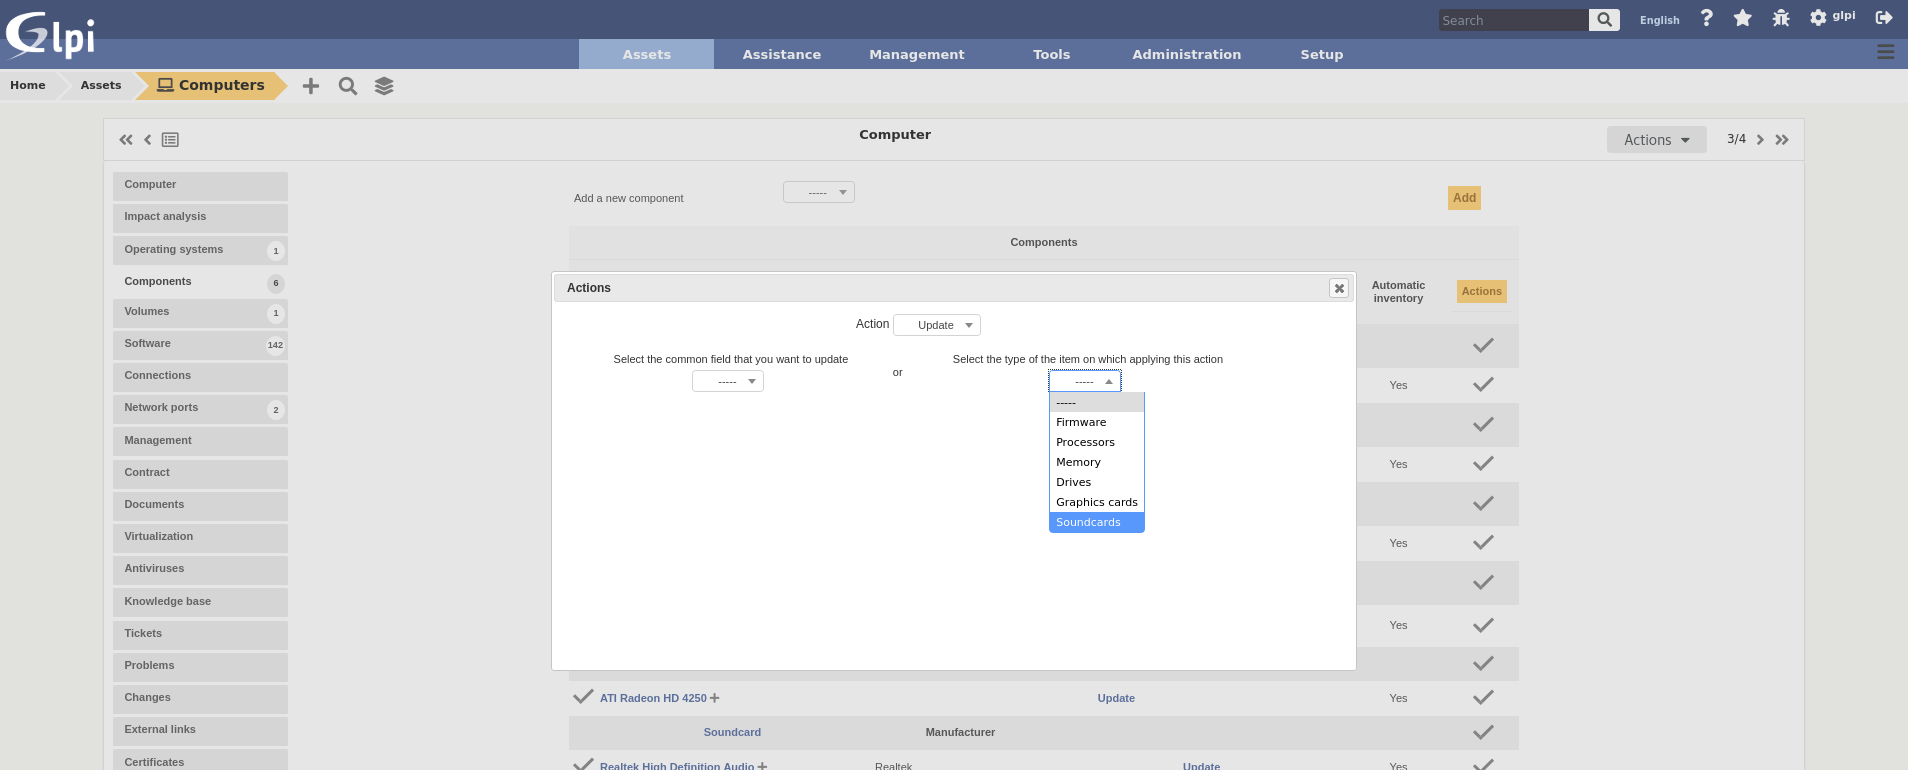 Glpi
Search
English
glpi
Assets
Assistance
Management
Tools
Administration
Setup
Home
Assets
Computers
Computer
Actions
3/4
Computer
Impact analysis
Operating systems 1
Components 6
Volumes 1
Software 142
Connections
Network ports 2
Management
Contract
Documents
Virtualization
Antiviruses
Knowledge base
Tickets
Problems
Changes
External links
Certificates
Add a new component
-----
Add
Components
Automatic
inventory
Actions
Yes
Yes
Yes
Yes
Actions
Action Update
Select the common field that you want to update
-----
or
Select the type of the item on which applying this action
-----
-----
Firmware
Processors
Memory
Drives
Graphics cards
Soundcards
ATI Radeon HD 4250 Update Yes
Soundcard Manufacturer
Realtek High Definition Audio Realtek Update Yes